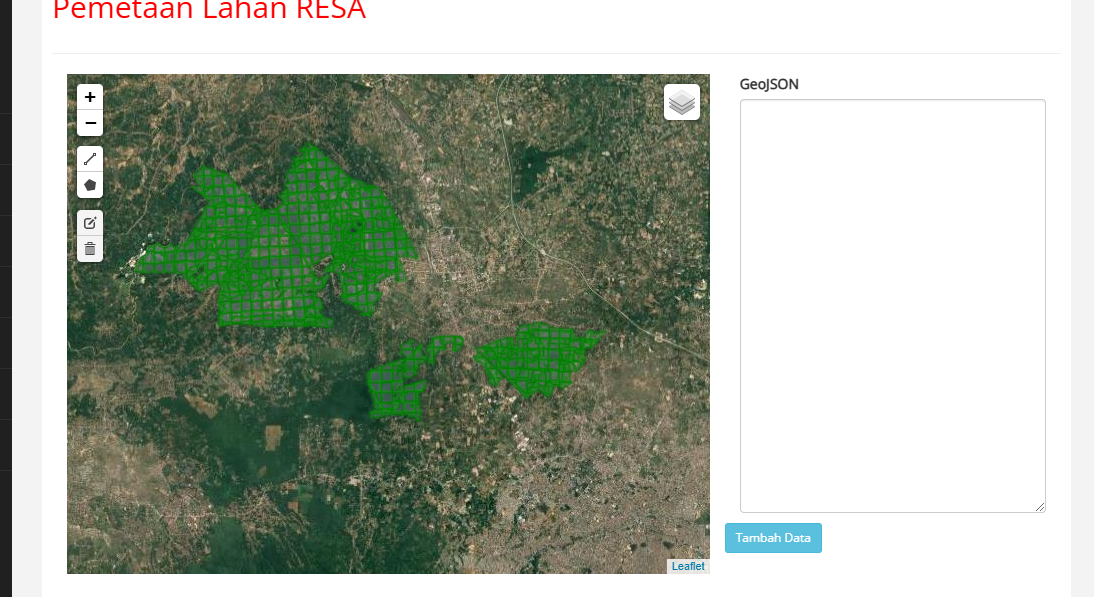 Pemetaan Lahan RESA
+
−
GeoJSON
Tambah Data
Leaflet